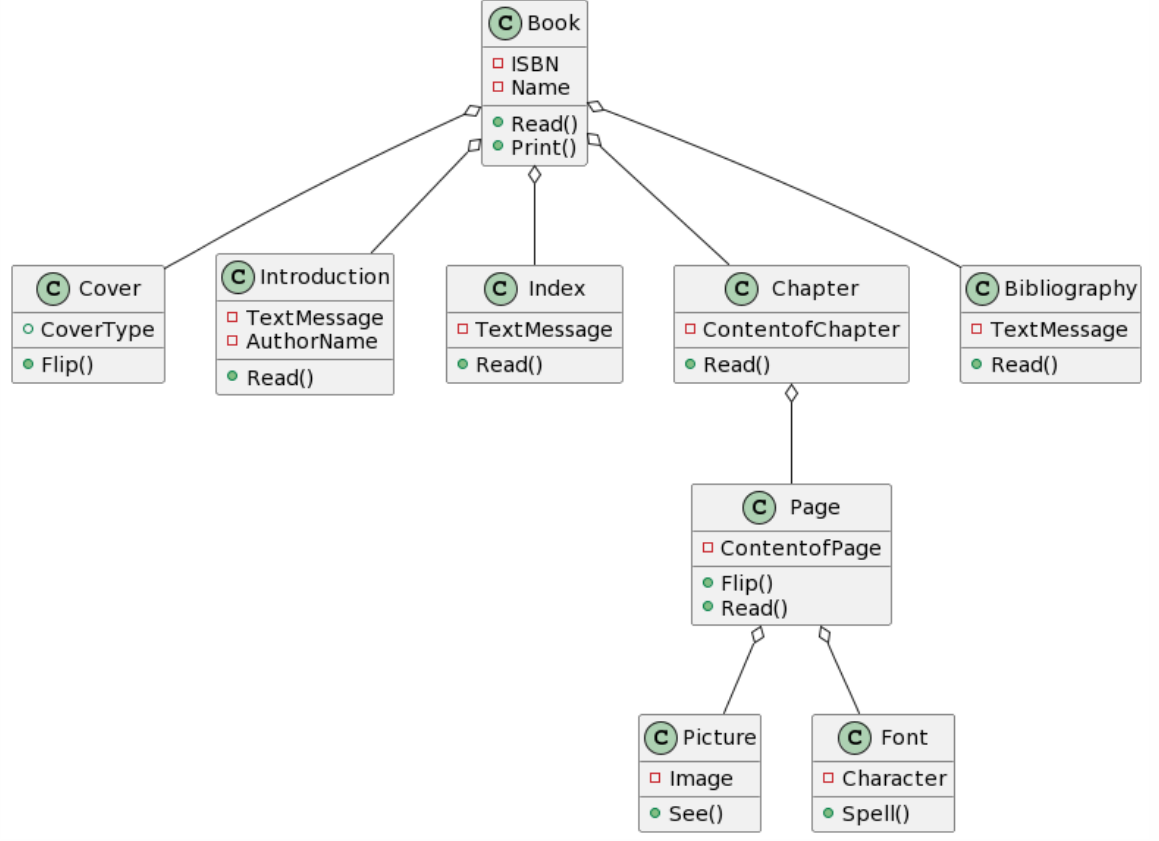 C Book
ISBN
Name
Read()
Print()
C Cover
CoverType
Flip()
C Introduction
TextMessage
AuthorName
Read()
C Index
TextMessage
Read()
C Chapter
ContentofChapter
Read()
C Bibliography
TextMessage
Read()
C Page
ContentofPage
Flip()
Read()
C Picture
Image
See()
C Font
Character
Spell()